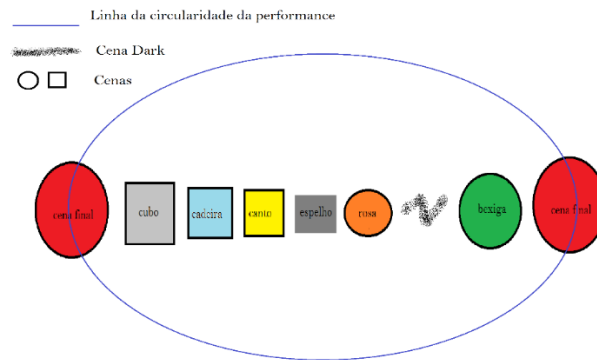 Linha da circularidade da performance
Cena Dark
Cenas
cena final
cubo
cadeira
canto
espelho
rosa
bexiga
cena final